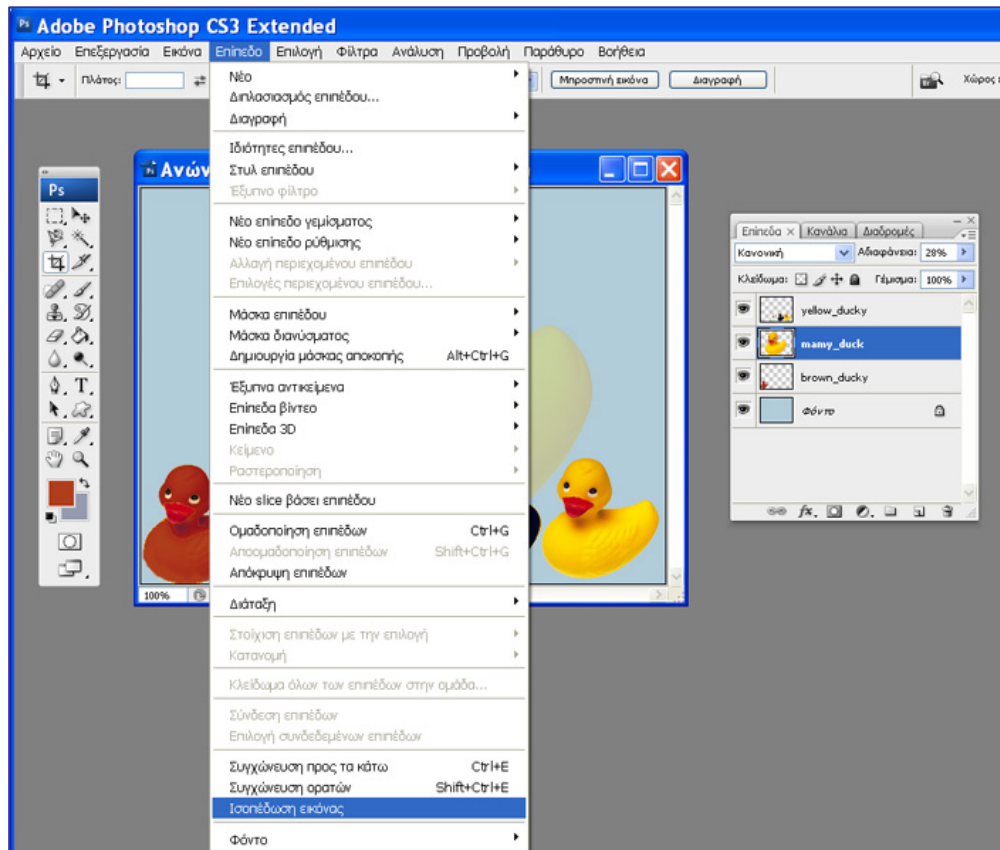 Ps Adobe Photoshop CS3 Extended
Αρχείο Επεξεργασία Εικόνα Επίπεδο Επιλογή Φίλτρα Ανάλυση Προβολή Παράθυρο Βοήθεια
Πλάτος: Μπροστινή εικόνα Διαγραφή Χώρος
Νέο
Διπλασιασμός επιπέδου...
Διαγραφή
Ιδιότητες επιπέδου...
Στυλ επιπέδου
Έξυπνο φίλτρο
Νέο επίπεδο γεμίσματος
Νέο επίπεδο ρύθμισης
Αλλαγή περιεχομένου επιπέδου
Επιλογές περιεχομένου επιπέδου...
Μάσκα επιπέδου
Μάσκα διανύσματος
Δημιουργία μάσκας αποκοπής Alt+Ctrl+G
Έξυπνα αντικείμενα
Επίπεδα βίντεο
Επίπεδα 3D
Κείμενο
Ραστεροποίηση
Νέο slice βάσει επιπέδου
Ομαδοποίηση επιπέδων Ctrl+G
Αποομαδοποίηση επιπέδων Shift+Ctrl+G
Απόκρυψη επιπέδων
Διάταξη
Στοίχιση επιπέδων με την επιλογή
Κατανομή
Κλείδωμα όλων των επιπέδων στην ομάδα...
Σύνδεση επιπέδων
Επιλογή συνδεδεμένων επιπέδων
Συγχώνευση προς τα κάτω Ctrl+E
Συγχώνευση ορατών Shift+Ctrl+E
Ισοπέδωση εικόνας
Φόντο
Ps
Ανών
100%
Επίπεδα × Κανάλια Διαδρομές
Κανονική Αδιαφάνεια: 28%
Κλείδωμα: Γέμισμα: 100%
yellow_ducky
mamy_duck
brown_ducky
Φόντο